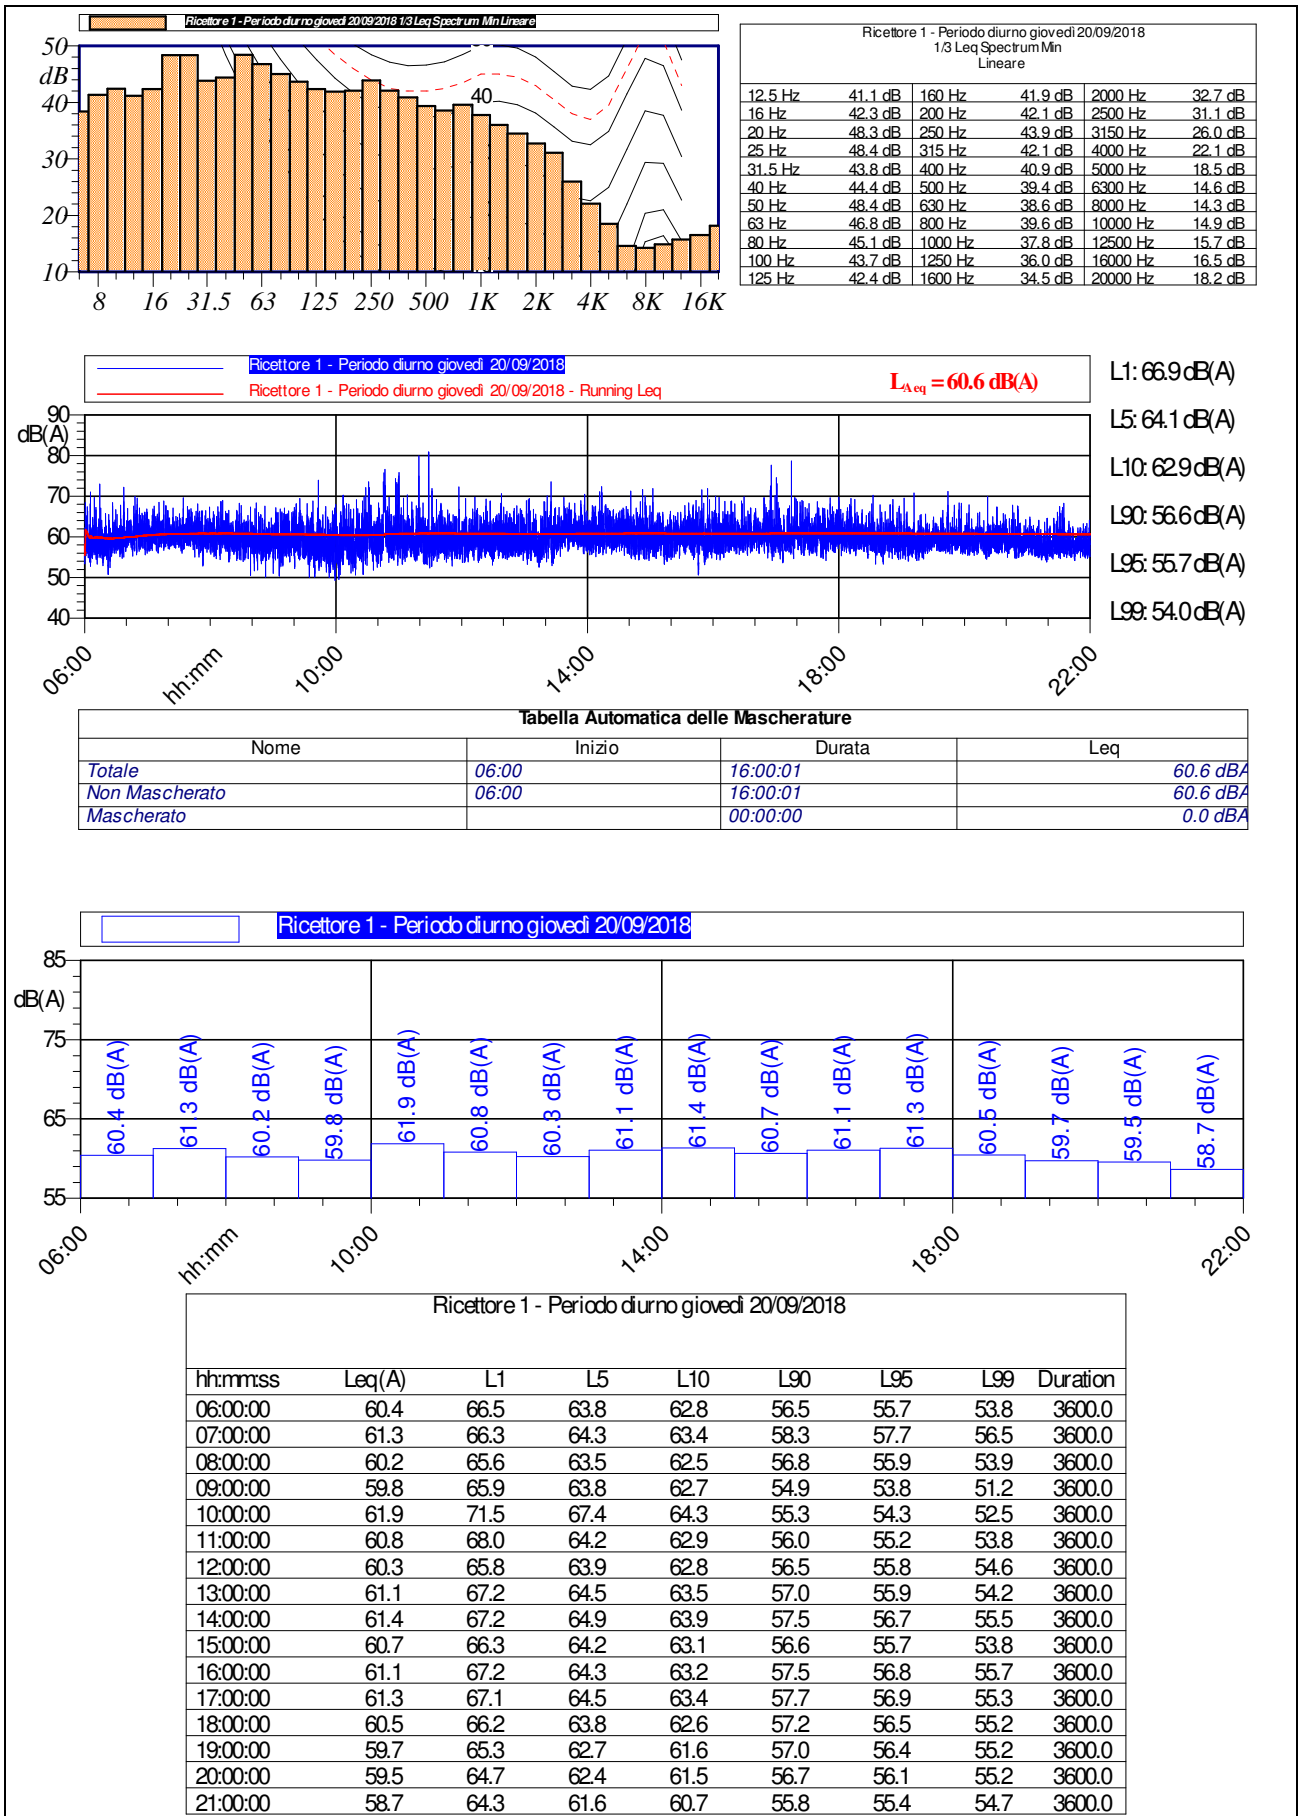 Ricettore 1 - Periodo diurno giovedì 20/09/2018 1/3 Leq Spectrum Min Lineare
50
dB
40
30
20
10
40
8 16 31.5 63 125 250 500 1K 2K 4K 8K 16K
Ricettore 1 - Periodo diurno giovedì 20/09/2018
1/3 Leq Spectrum Min
Lineare
12.5 Hz 41.1 dB 160 Hz 41.9 dB 2000 Hz 32.7 dB
16 Hz 42.3 dB 200 Hz 42.1 dB 2500 Hz 31.1 dB
20 Hz 48.3 dB 250 Hz 43.9 dB 3150 Hz 26.0 dB
25 Hz 48.4 dB 315 Hz 42.1 dB 4000 Hz 22.1 dB
31.5 Hz 43.8 dB 400 Hz 40.9 dB 5000 Hz 18.5 dB
40 Hz 44.4 dB 500 Hz 39.4 dB 6300 Hz 14.6 dB
50 Hz 48.4 dB 630 Hz 38.6 dB 8000 Hz 14.3 dB
63 Hz 46.8 dB 800 Hz 39.6 dB 10000 Hz 14.9 dB
80 Hz 45.1 dB 1000 Hz 37.8 dB 12500 Hz 15.7 dB
100 Hz 43.7 dB 1250 Hz 36.0 dB 16000 Hz 16.5 dB
125 Hz 42.4 dB 1600 Hz 34.5 dB 20000 Hz 18.2 dB
Ricettore 1 - Periodo diurno giovedì 20/09/2018
Ricettore 1 - Periodo diurno giovedì 20/09/2018 - Running Leq
LAeq = 60.6 dB(A)
90
dB(A)
80
70
60
50
40
06:00 hh:mm 10:00 14:00 18:00 22:00
L1: 66.9 dB(A)
L5: 64.1 dB(A)
L10: 62.9 dB(A)
L90: 56.6 dB(A)
L95: 55.7 dB(A)
L99: 54.0 dB(A)
Tabella Automatica delle Mascherature
Nome Inizio Durata Leq
Totale 06:00 16:00:01 60.6 dBA
Non Mascherato 06:00 16:00:01 60.6 dBA
Mascherato 00:00:00 0.0 dBA
Ricettore 1 - Periodo diurno giovedì 20/09/2018
85
dB(A)
75
65
55
60.4 dB(A) 61.3 dB(A) 60.2 dB(A) 59.8 dB(A) 61.9 dB(A) 60.8 dB(A) 60.3 dB(A) 61.1 dB(A) 61.4 dB(A) 60.7 dB(A) 61.1 dB(A) 61.3 dB(A) 60.5 dB(A) 59.7 dB(A) 59.5 dB(A) 58.7 dB(A)
06:00 hh:mm 10:00 14:00 18:00 22:00
Ricettore 1 - Periodo diurno giovedì 20/09/2018
hh:mm:ss Leq(A) L1 L5 L10 L90 L95 L99 Duration
06:00:00 60.4 66.5 63.8 62.8 56.5 55.7 53.8 3600.0
07:00:00 61.3 66.3 64.3 63.4 58.3 57.7 56.5 3600.0
08:00:00 60.2 65.6 63.5 62.5 56.8 55.9 53.9 3600.0
09:00:00 59.8 65.9 63.8 62.7 54.9 53.8 51.2 3600.0
10:00:00 61.9 71.5 67.4 64.3 55.3 54.3 52.5 3600.0
11:00:00 60.8 68.0 64.2 62.9 56.0 55.2 53.8 3600.0
12:00:00 60.3 65.8 63.9 62.8 56.5 55.8 54.6 3600.0
13:00:00 61.1 67.2 64.5 63.5 57.0 55.9 54.2 3600.0
14:00:00 61.4 67.2 64.9 63.9 57.5 56.7 55.5 3600.0
15:00:00 60.7 66.3 64.2 63.1 56.6 55.7 53.8 3600.0
16:00:00 61.1 67.2 64.3 63.2 57.5 56.8 55.7 3600.0
17:00:00 61.3 67.1 64.5 63.4 57.7 56.9 55.3 3600.0
18:00:00 60.5 66.2 63.8 62.6 57.2 56.5 55.2 3600.0
19:00:00 59.7 65.3 62.7 61.6 57.0 56.4 55.2 3600.0
20:00:00 59.5 64.7 62.4 61.5 56.7 56.1 55.2 3600.0
21:00:00 58.7 64.3 61.6 60.7 55.8 55.4 54.7 3600.0